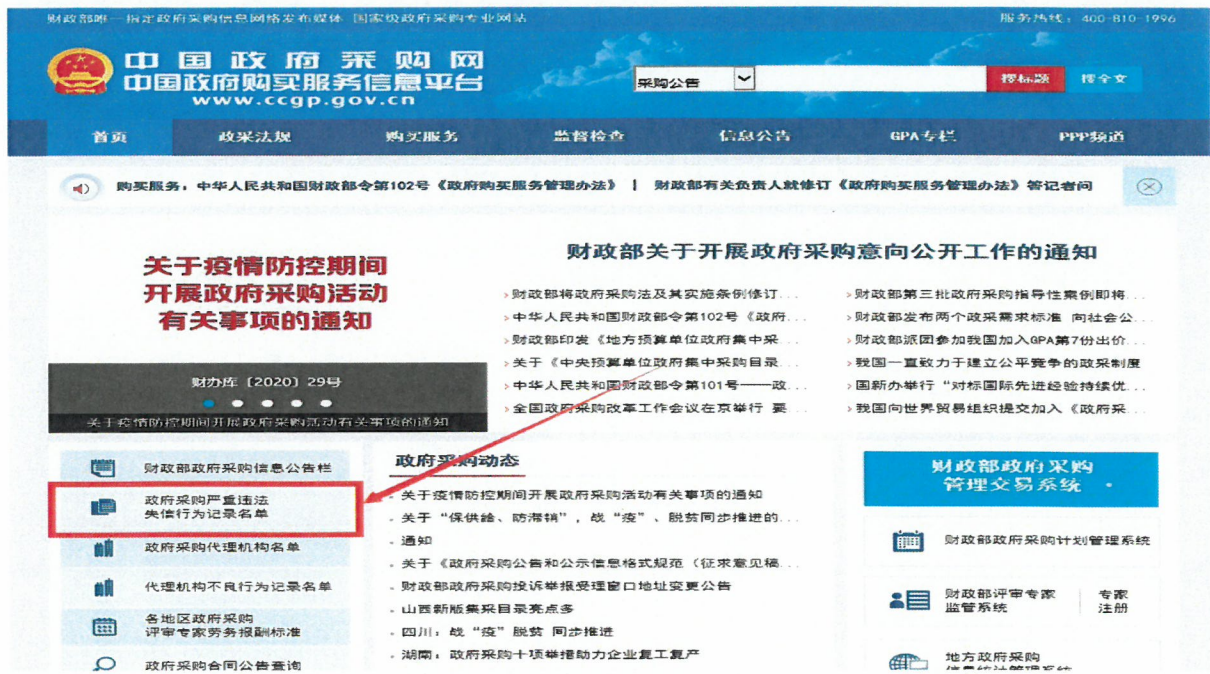 财政部唯一指定政府采购信息网络发布媒体 国家级政府采购专业网站
服务热线：400-810-1996
中国政府采购网
中国政府购买服务信息平台
www.ccgp.gov.cn
采购公告
搜标题
搜全文
首页
政采法规
购买服务
监督检查
信息公告
GPA专栏
PPP频道
购买服务：中华人民共和国财政部令第102号《政府购买服务管理办法》 | 财政部有关负责人就修订《政府购买服务管理办法》答记者问
关于疫情防控期间
开展政府采购活动
有关事项的通知
财办库〔2020〕29号
关于疫情防控期间开展政府采购活动有关事项的通知
财政部关于开展政府采购意向公开工作的通知
财政部将政府采购法及其实施条例修订...
中华人民共和国财政部令第102号《政府...
财政部印发《地方预算单位政府集中采...
关于《中央预算单位政府集中采购目录...
中华人民共和国财政部令第101号——政...
全国政府采购改革工作会议在京举行 要...
财政部第三批政府采购指导性案例即将...
财政部发布两个政采需求标准 向社会公...
财政部派团参加我国加入GPA第7份出价...
我国一直致力于建立公平竞争的政采制度
国新办举行“对标国际先进经验持续优...
我国向世界贸易组织提交加入《政府采...
财政部政府采购信息公告栏
政府采购严重违法
失信行为记录名单
政府采购代理机构名单
代理机构不良行为记录名单
各地区政府采购
评审专家劳务报酬标准
政府采购合同公告查询
政府采购动态
关于疫情防控期间开展政府采购活动有关事项的通知
关于“保供给、防滞销”，战“疫”、脱贫同步推进的...
通知
关于《政府采购公告和公示信息格式规范（征求意见稿...
财政部政府采购投诉举报受理窗口地址变更公告
山西新版集采目录亮点多
四川：战“疫”脱贫 同步推进
湖南：政府采购十项举措助力企业复工复产
财政部政府采购
管理交易系统
财政部政府采购计划管理系统
财政部评审专家
监管系统
专家
注册
地方政府采购
信息统计管理系统